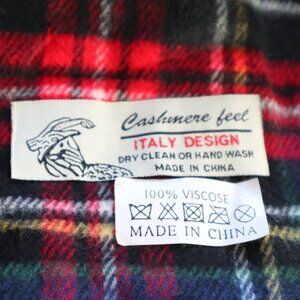 Cashmere feel
ITALY DESIGN
DRY CLEAN OR HAND WASH
MADE IN CHINA
100% VISCOSE
MADE IN CHINA